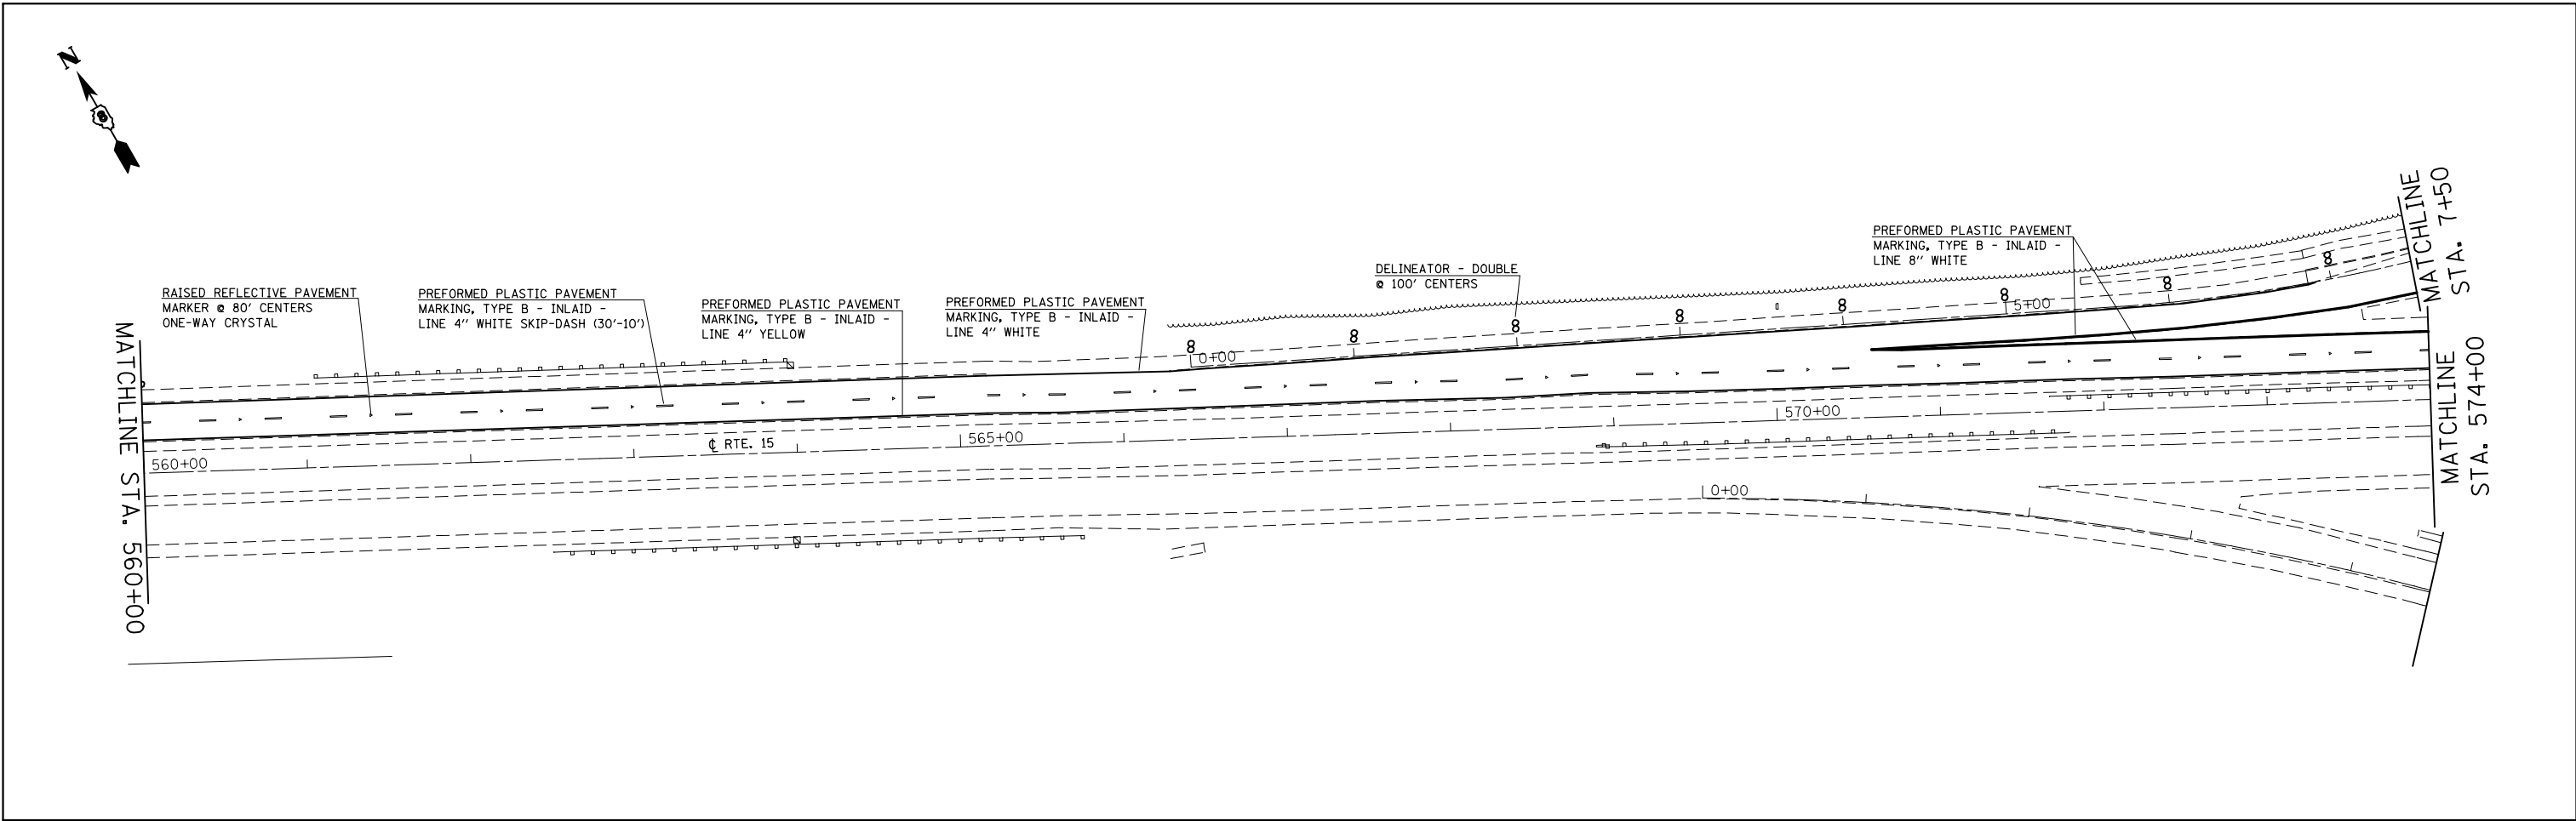 N
8
RAISED REFLECTIVE PAVEMENT
MARKER @ 80' CENTERS
ONE-WAY CRYSTAL
PREFORMED PLASTIC PAVEMENT
MARKING, TYPE B - INLAID -
LINE 4" WHITE SKIP-DASH (30'-10')
PREFORMED PLASTIC PAVEMENT
MARKING, TYPE B - INLAID -
LINE 4" YELLOW
PREFORMED PLASTIC PAVEMENT
MARKING, TYPE B - INLAID -
LINE 4" WHITE
DELINEATOR - DOUBLE
@ 100' CENTERS
PREFORMED PLASTIC PAVEMENT
MARKING, TYPE B - INLAID -
LINE 8" WHITE
MATCHLINE
STA. 7+50
MATCHLINE STA. 560+00
0+00
5+00
560+00
℄ RTE. 15
565+00
570+00
0+00
MATCHLINE
STA. 574+00